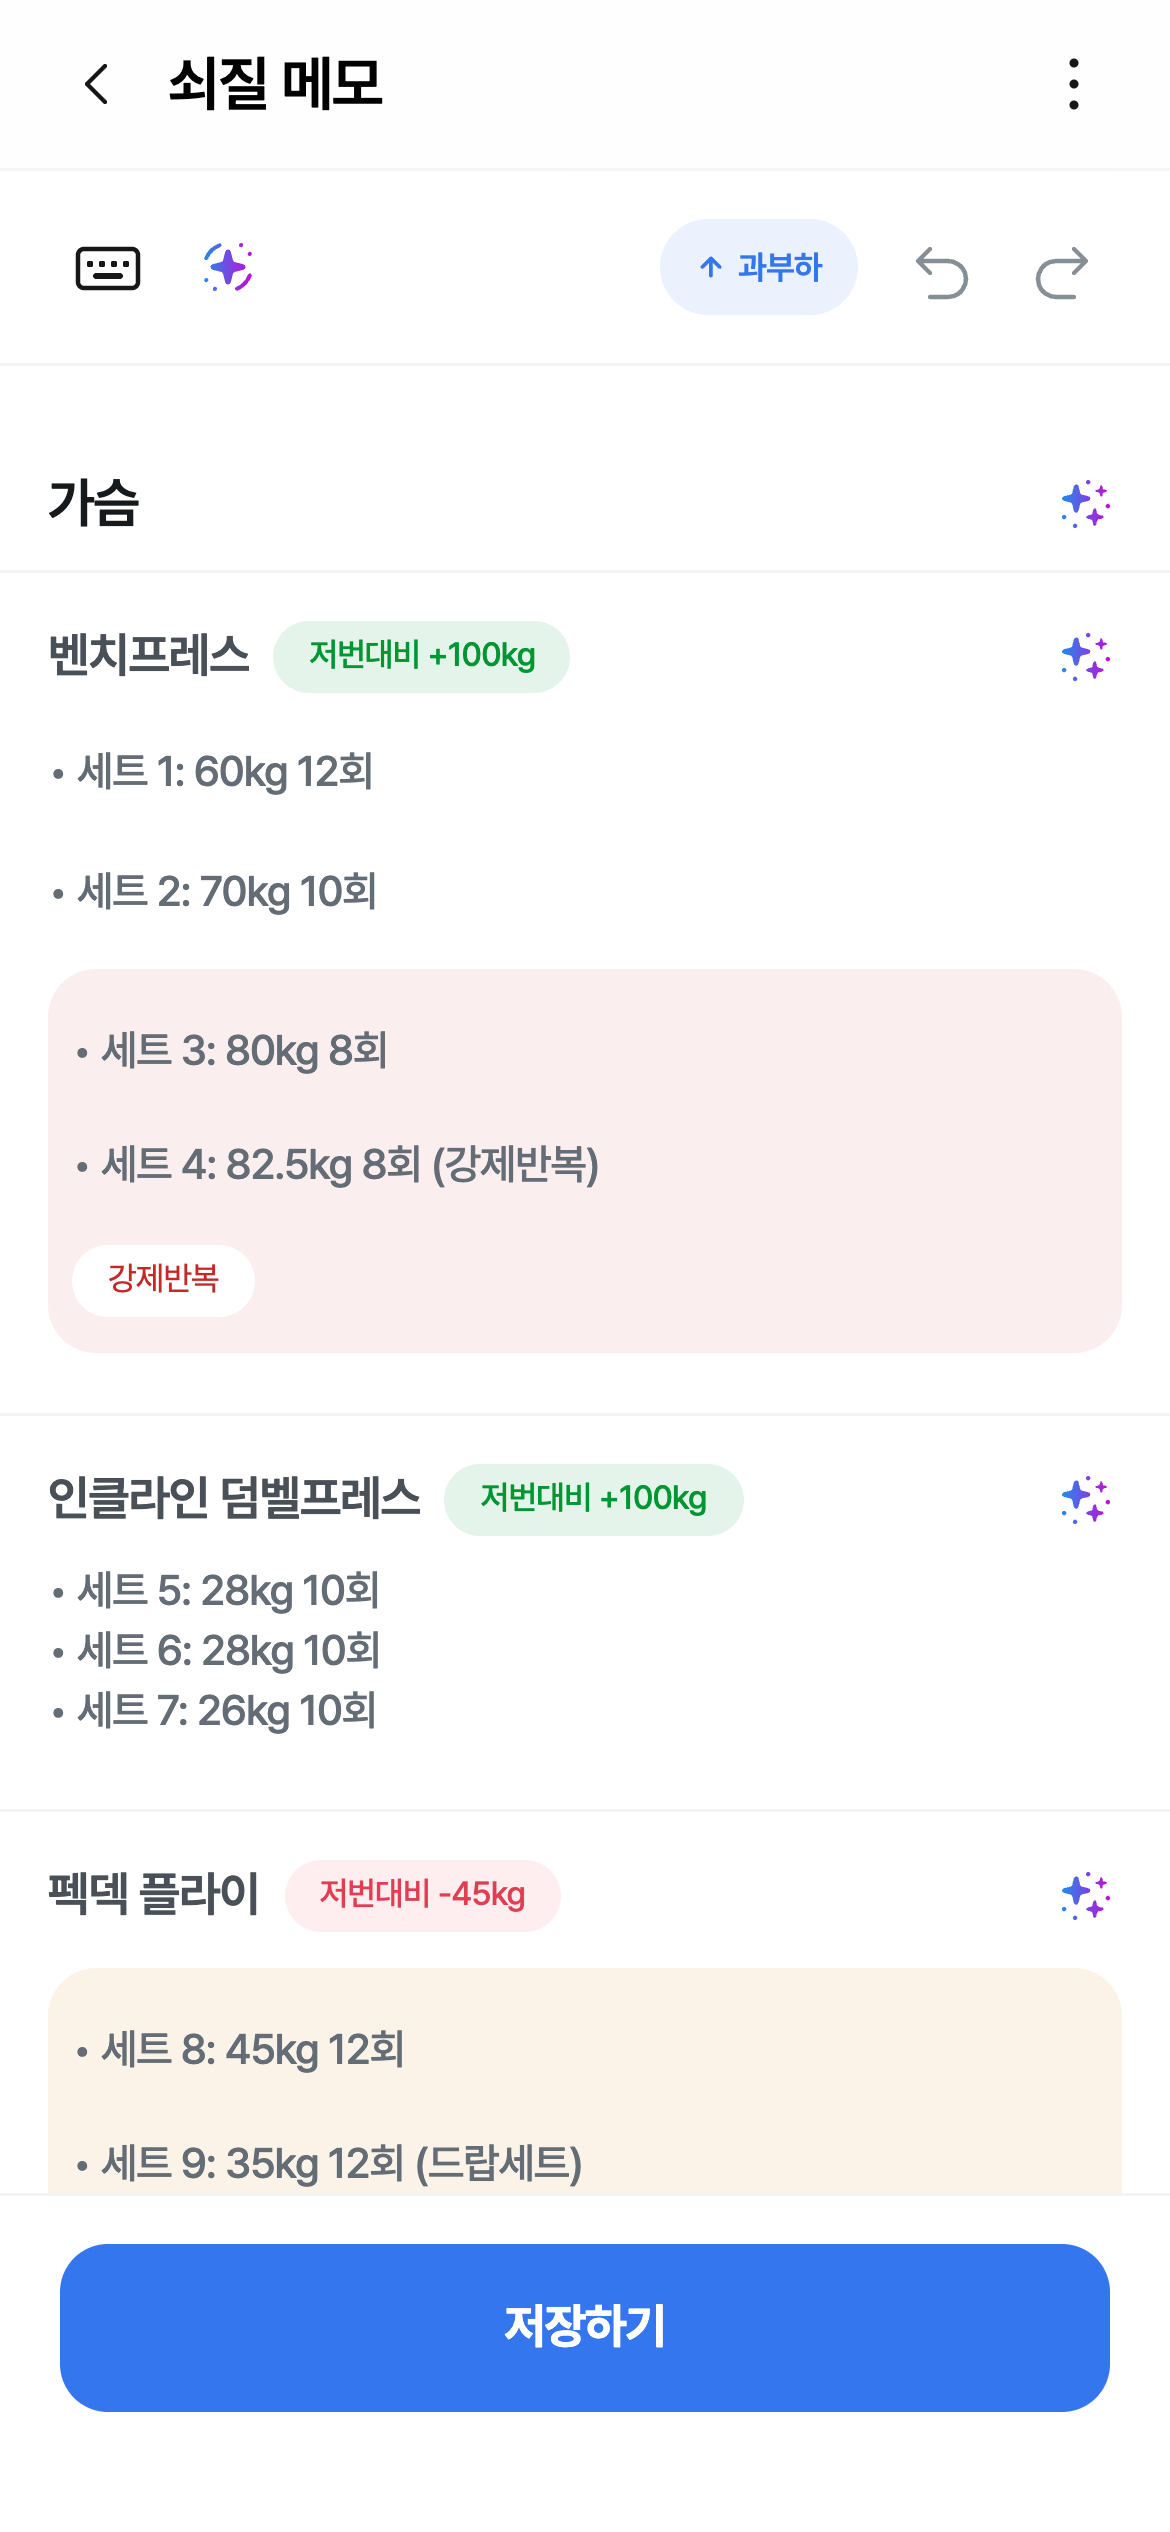 쇠질 메모
과부하
가슴
벤치프레스 저번대비 +100kg
• 세트 1: 60kg 12회
• 세트 2: 70kg 10회
• 세트 3: 80kg 8회
• 세트 4: 82.5kg 8회 (강제반복)
강제반복
인클라인 덤벨프레스 저번대비 +100kg
• 세트 5: 28kg 10회
• 세트 6: 28kg 10회
• 세트 7: 26kg 10회
펙덱 플라이 저번대비 -45kg
• 세트 8: 45kg 12회
• 세트 9: 35kg 12회 (드랍세트)
저장하기